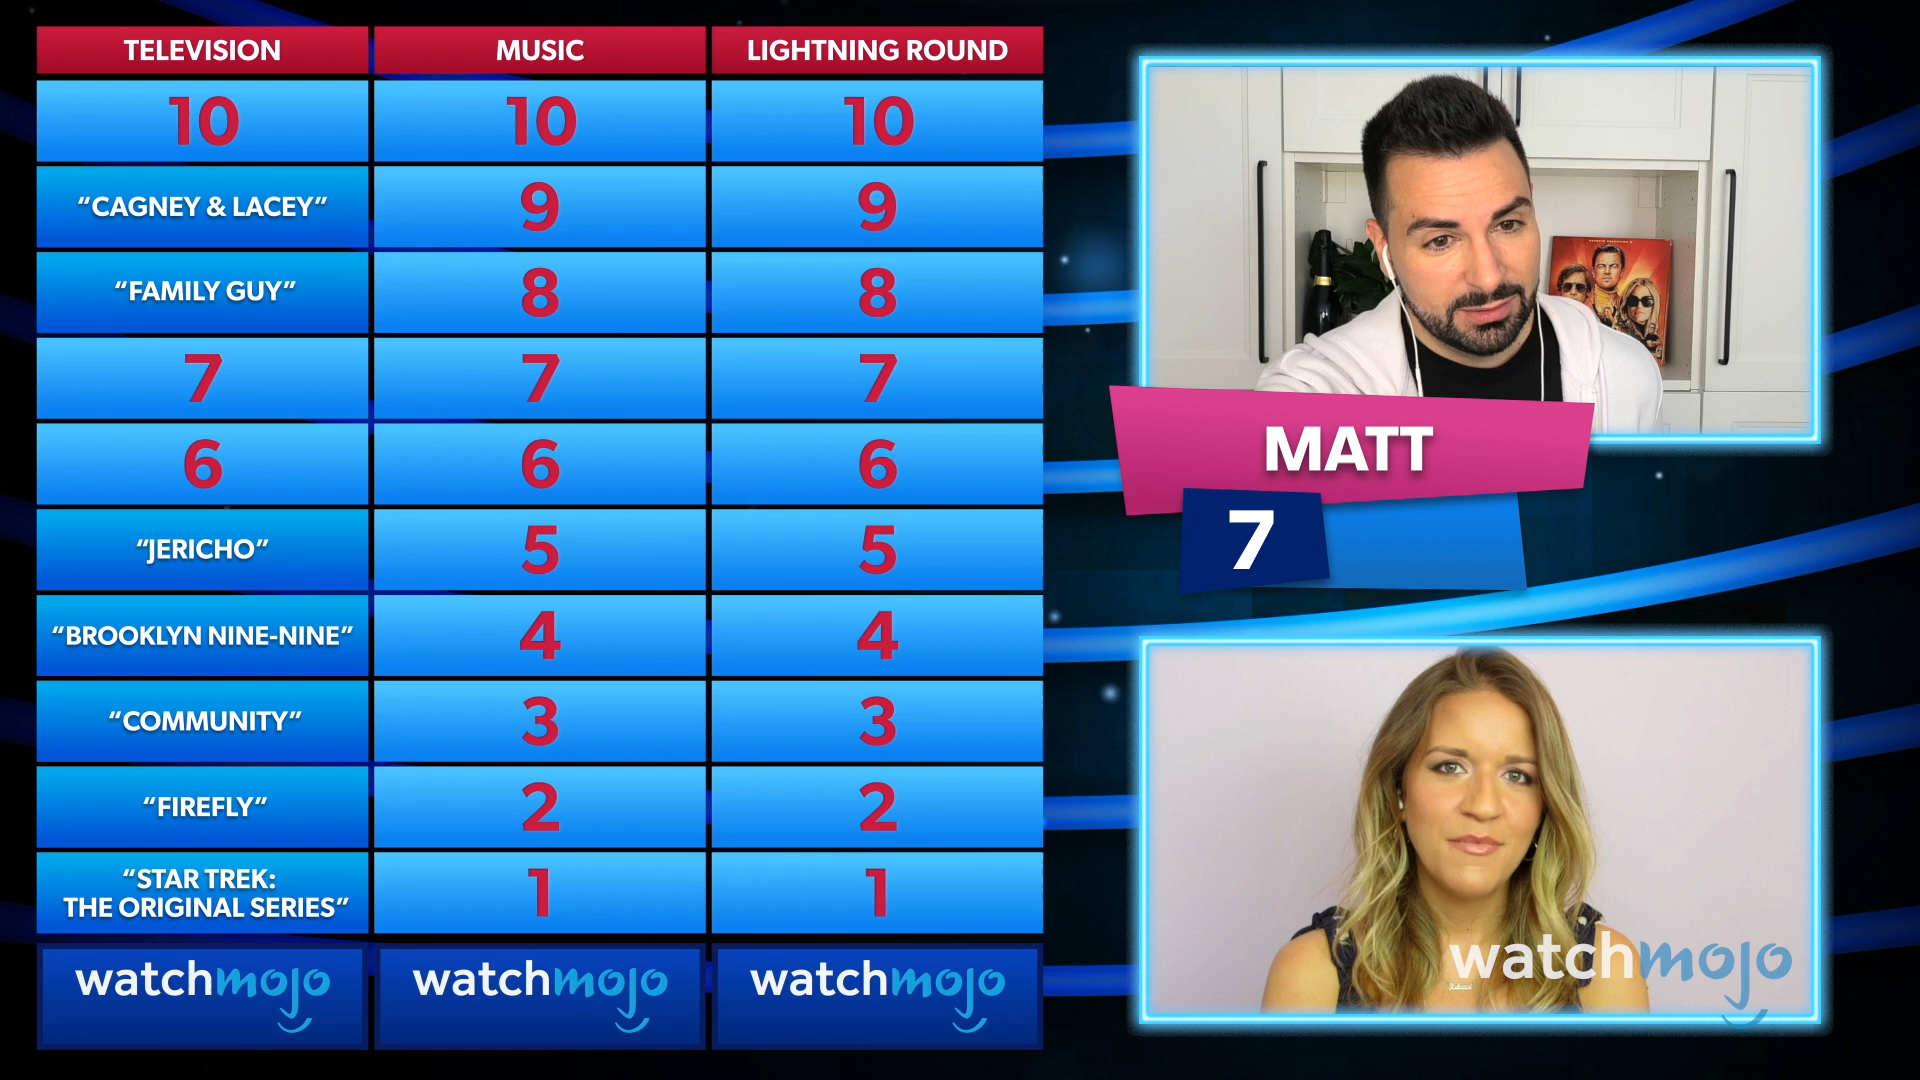 TELEVISION MUSIC LIGHTNING ROUND
10 10 10
“CAGNEY & LACEY” 9 9
“FAMILY GUY” 8 8
7 7 7
6 6 6
“JERICHO” 5 5
“BROOKLYN NINE-NINE” 4 4
“COMMUNITY” 3 3
“FIREFLY” 2 2
“STAR TREK:
THE ORIGINAL SERIES” 1 1
watchmojo watchmojo watchmojo
MATT
7
watchmojo